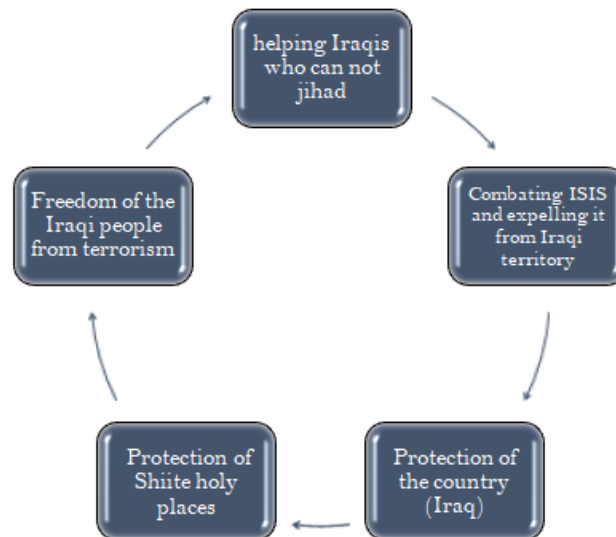 helping Iraqis
who can not
jihad
Combating ISIS
and expelling it
from Iraqi
territory
Protection of
the country
(Iraq)
Protection of
Shiite holy
places
Freedom of the
Iraqi people
from terrorism